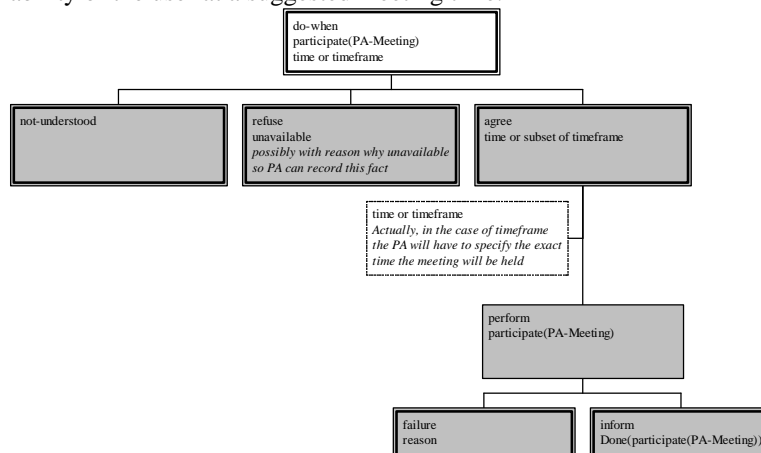 do-when
participate(PA-Meeting)
time or timeframe
not-understood
refuse
unavailable
possibly with reason why unavailable
so PA can record this fact
agree
time or subset of timeframe
time or timeframe
Actually, in the case of timeframe
the PA will have to specify the exact
time the meeting will be held
perform
participate(PA-Meeting)
failure
reason
inform
Done(participate(PA-Meeting))